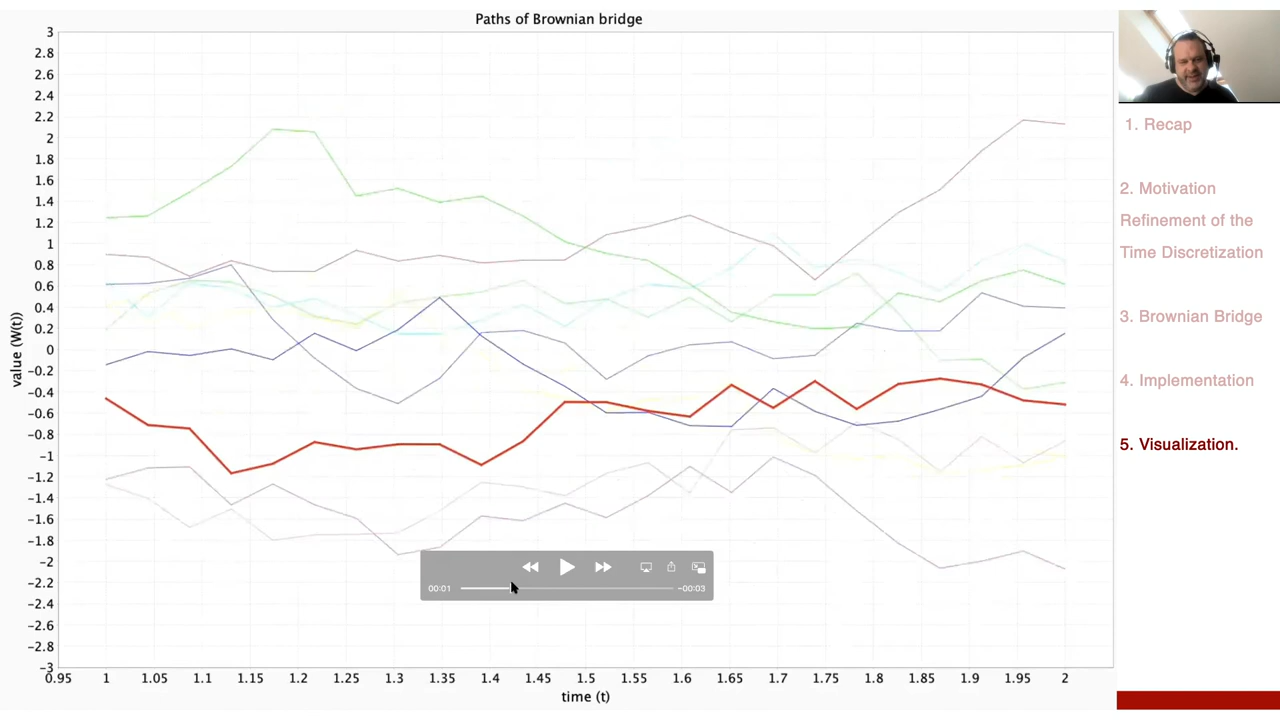 Paths of Brownian bridge
3
2.8
2.6
2.4
2.2
2
1.8
1.6
1.4
1.2
1
0.8
0.6
0.4
0.2
0
-0.2
-0.4
-0.6
-0.8
-1
-1.2
-1.4
-1.6
-1.8
-2
-2.2
-2.4
-2.6
-2.8
-3
value (W(t))
0.95 1 1.05 1.1 1.15 1.2 1.25 1.3 1.35 1.4 1.45 1.5 1.55 1.6 1.65 1.7 1.75 1.8 1.85 1.9 1.95 2
time (t)
00:01 -00:03
1. Recap
2. Motivation
Refinement of the
Time Discretization
3. Brownian Bridge
4. Implementation
5. Visualization.